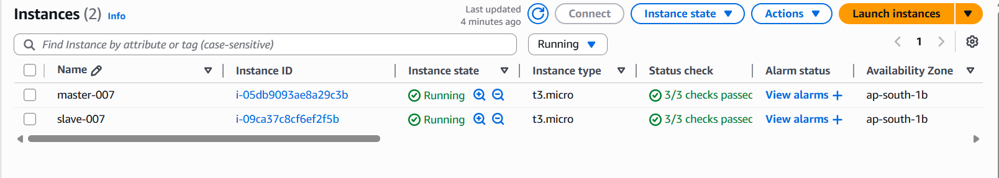 Instances (2) Info
Last updated
4 minutes ago
Connect
Instance state
Actions
Launch instances
Find Instance by attribute or tag (case-sensitive)
Running
1
Name Instance ID Instance state Instance type Status check Alarm status Availability Zone
master-007 i-05db9093ae8a29c3b Running t3.micro 3/3 checks passec View alarms + ap-south-1b
slave-007 i-09ca37c8cf6ef2f5b Running t3.micro 3/3 checks passec View alarms + ap-south-1b